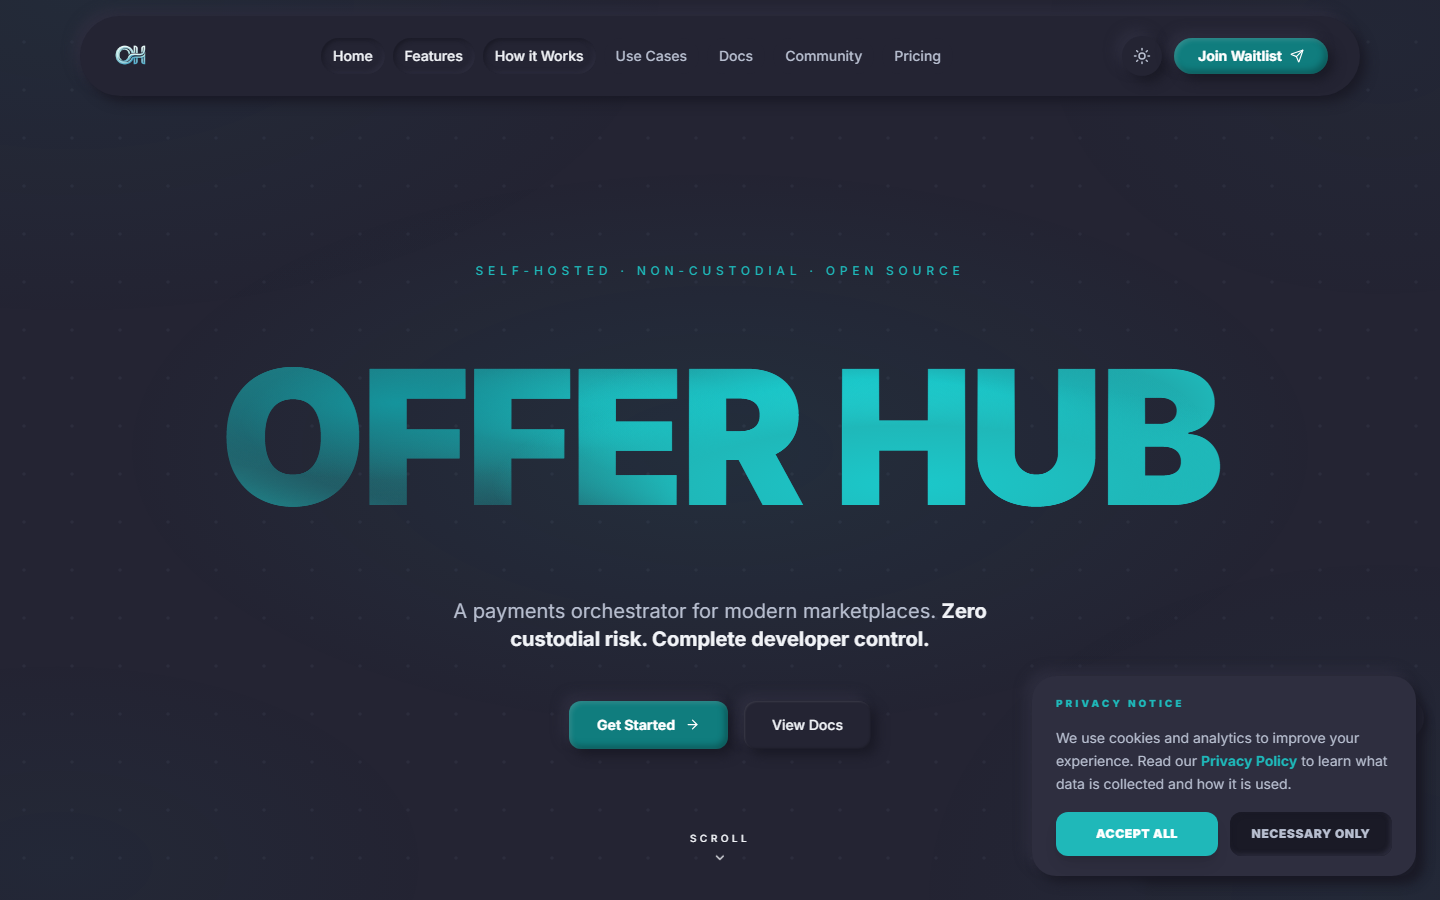 OH
Home Features How it Works Use Cases Docs Community Pricing Join Waitlist
SELF-HOSTED · NON-CUSTODIAL · OPEN SOURCE
OFFER HUB
A payments orchestrator for modern marketplaces. Zero
custodial risk. Complete developer control.
Get Started View Docs
SCROLL
PRIVACY NOTICE
We use cookies and analytics to improve your
experience. Read our Privacy Policy to learn what
data is collected and how it is used.
ACCEPT ALL NECESSARY ONLY